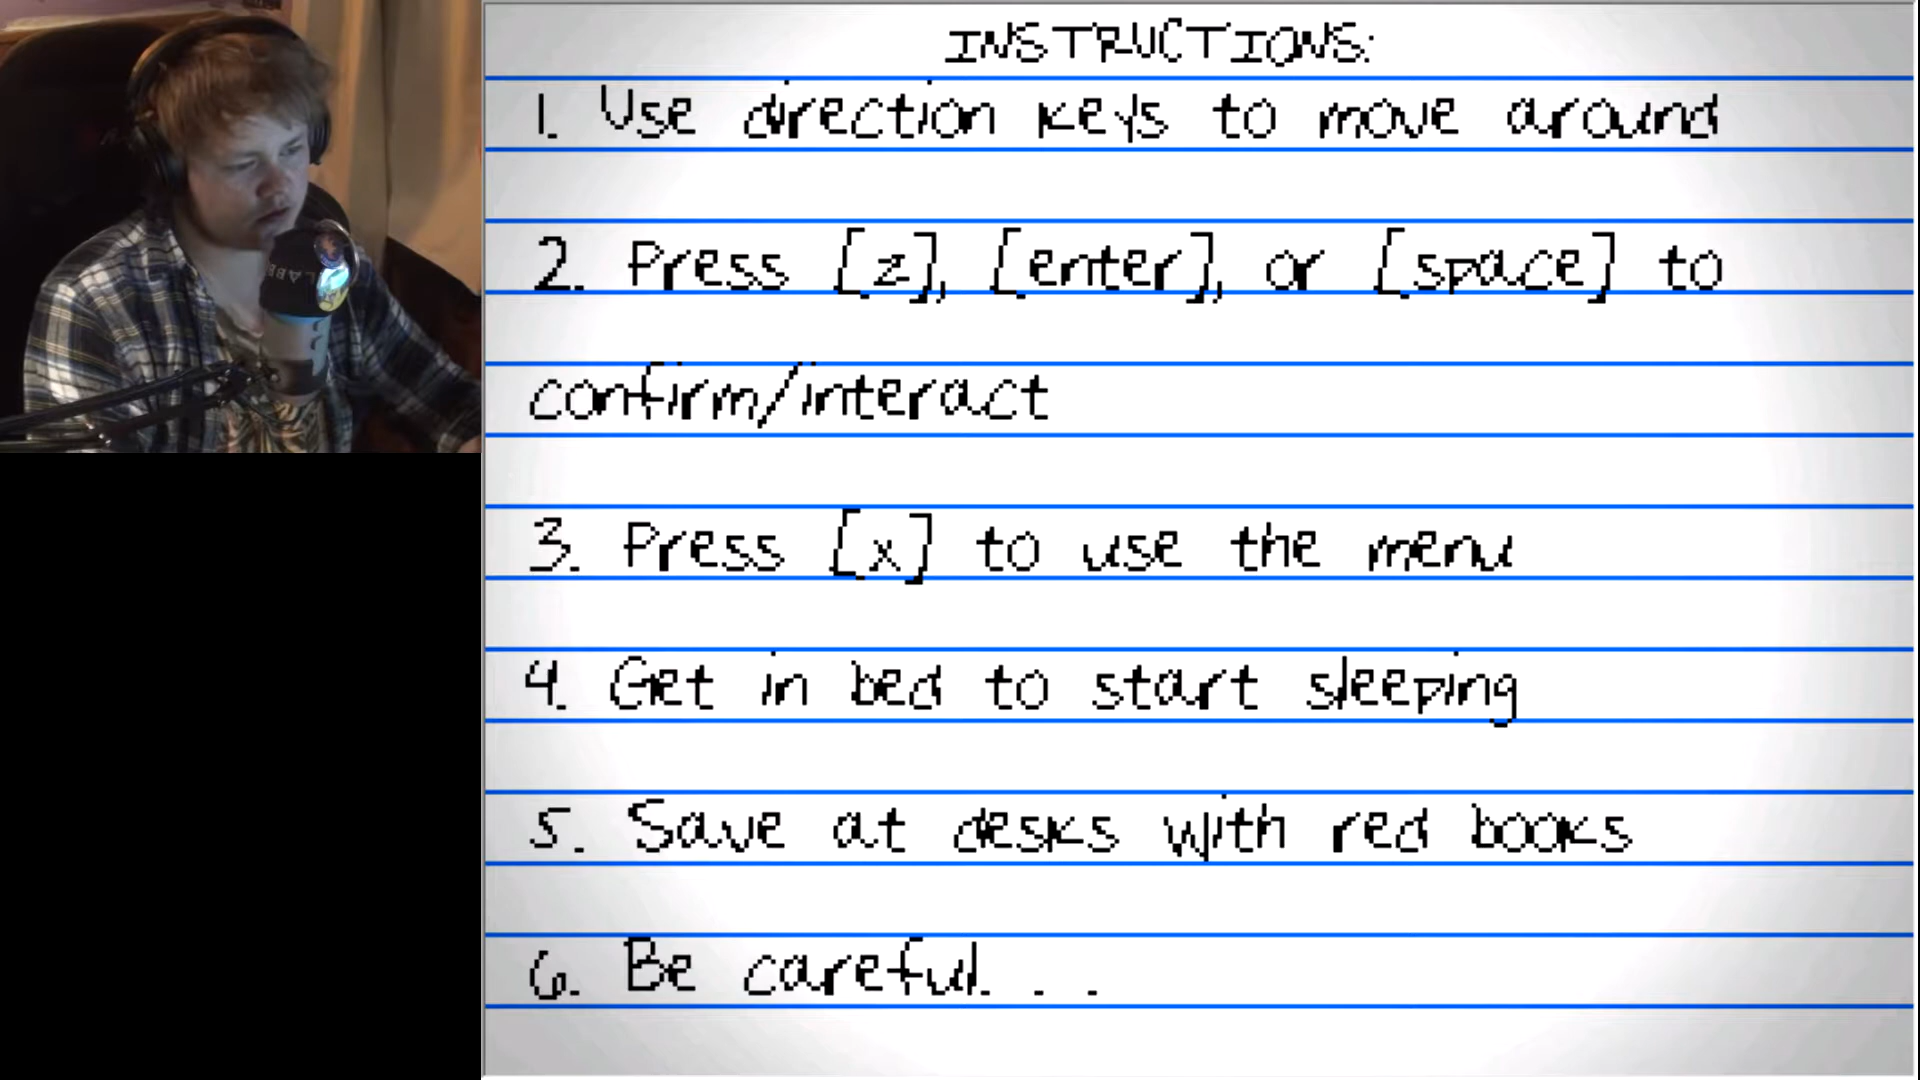 INSTRUCTIONS:
1. Use direction keys to move around
2. Press [z], [enter], or [space] to
confirm/interact
3. Press [x] to use the menu
4. Get in bed to start sleeping
5. Save at desks with red books
6. Be careful. . .